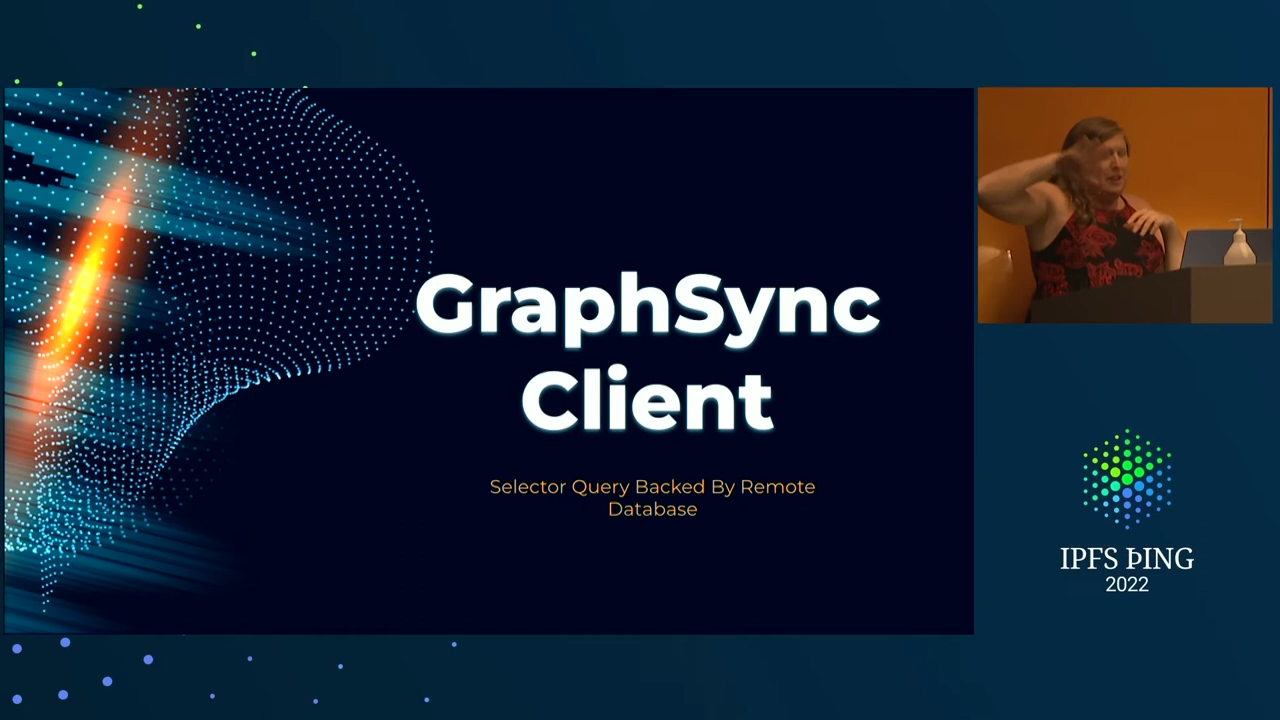 GraphSync
Client
Selector Query Backed By Remote
Database
IPFS ÞING
2022